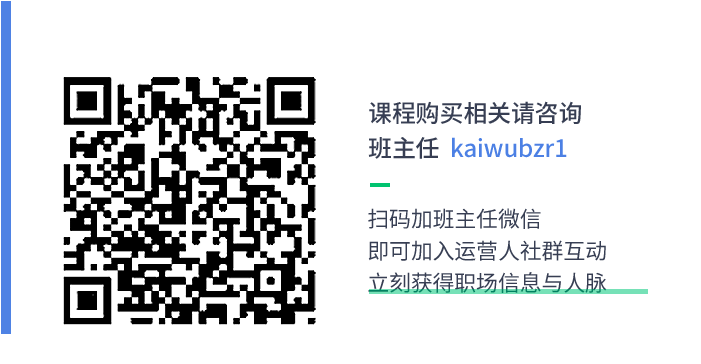 课程购买相关请咨询
班主任 kaiwubzr1
扫码加班主任微信
即可加入运营人社群互动
立刻获得职场信息与人脉